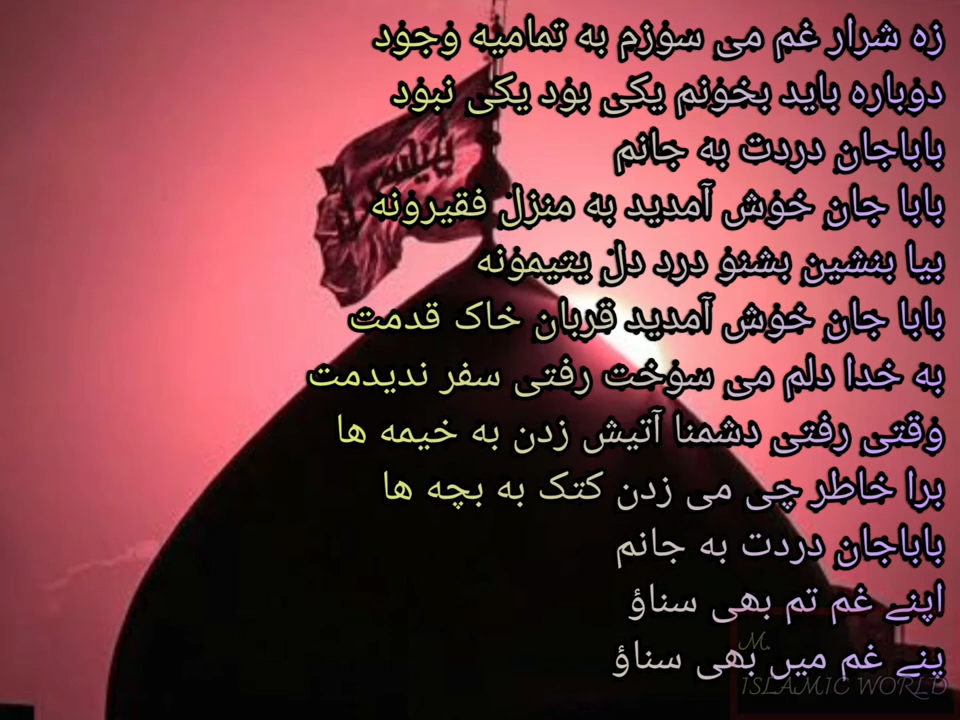 زه شرار غم می سوزم به تمامیه وجود
دوباره باید بخونم یکی بود یکی نبود
باباجان دردت به جانم
بابا جان خوش آمدید به منزل فقیرونه
بیا بنشین بشنو درد دل یتیمونه
بابا جان خوش آمدید قربان خاک قدمت
به خدا دلم می سوخت رفتی سفر ندیدمت
وقتی رفتی دشمنا آتیش زدن به خیمه ها
برا خاطر چی می زدن کتک به بچه ها
باباجان دردت به جانم
اپنے غم تم بھی سناؤ
پنے غم میں بھی سناؤ
M.
ISLAMIC WORLD